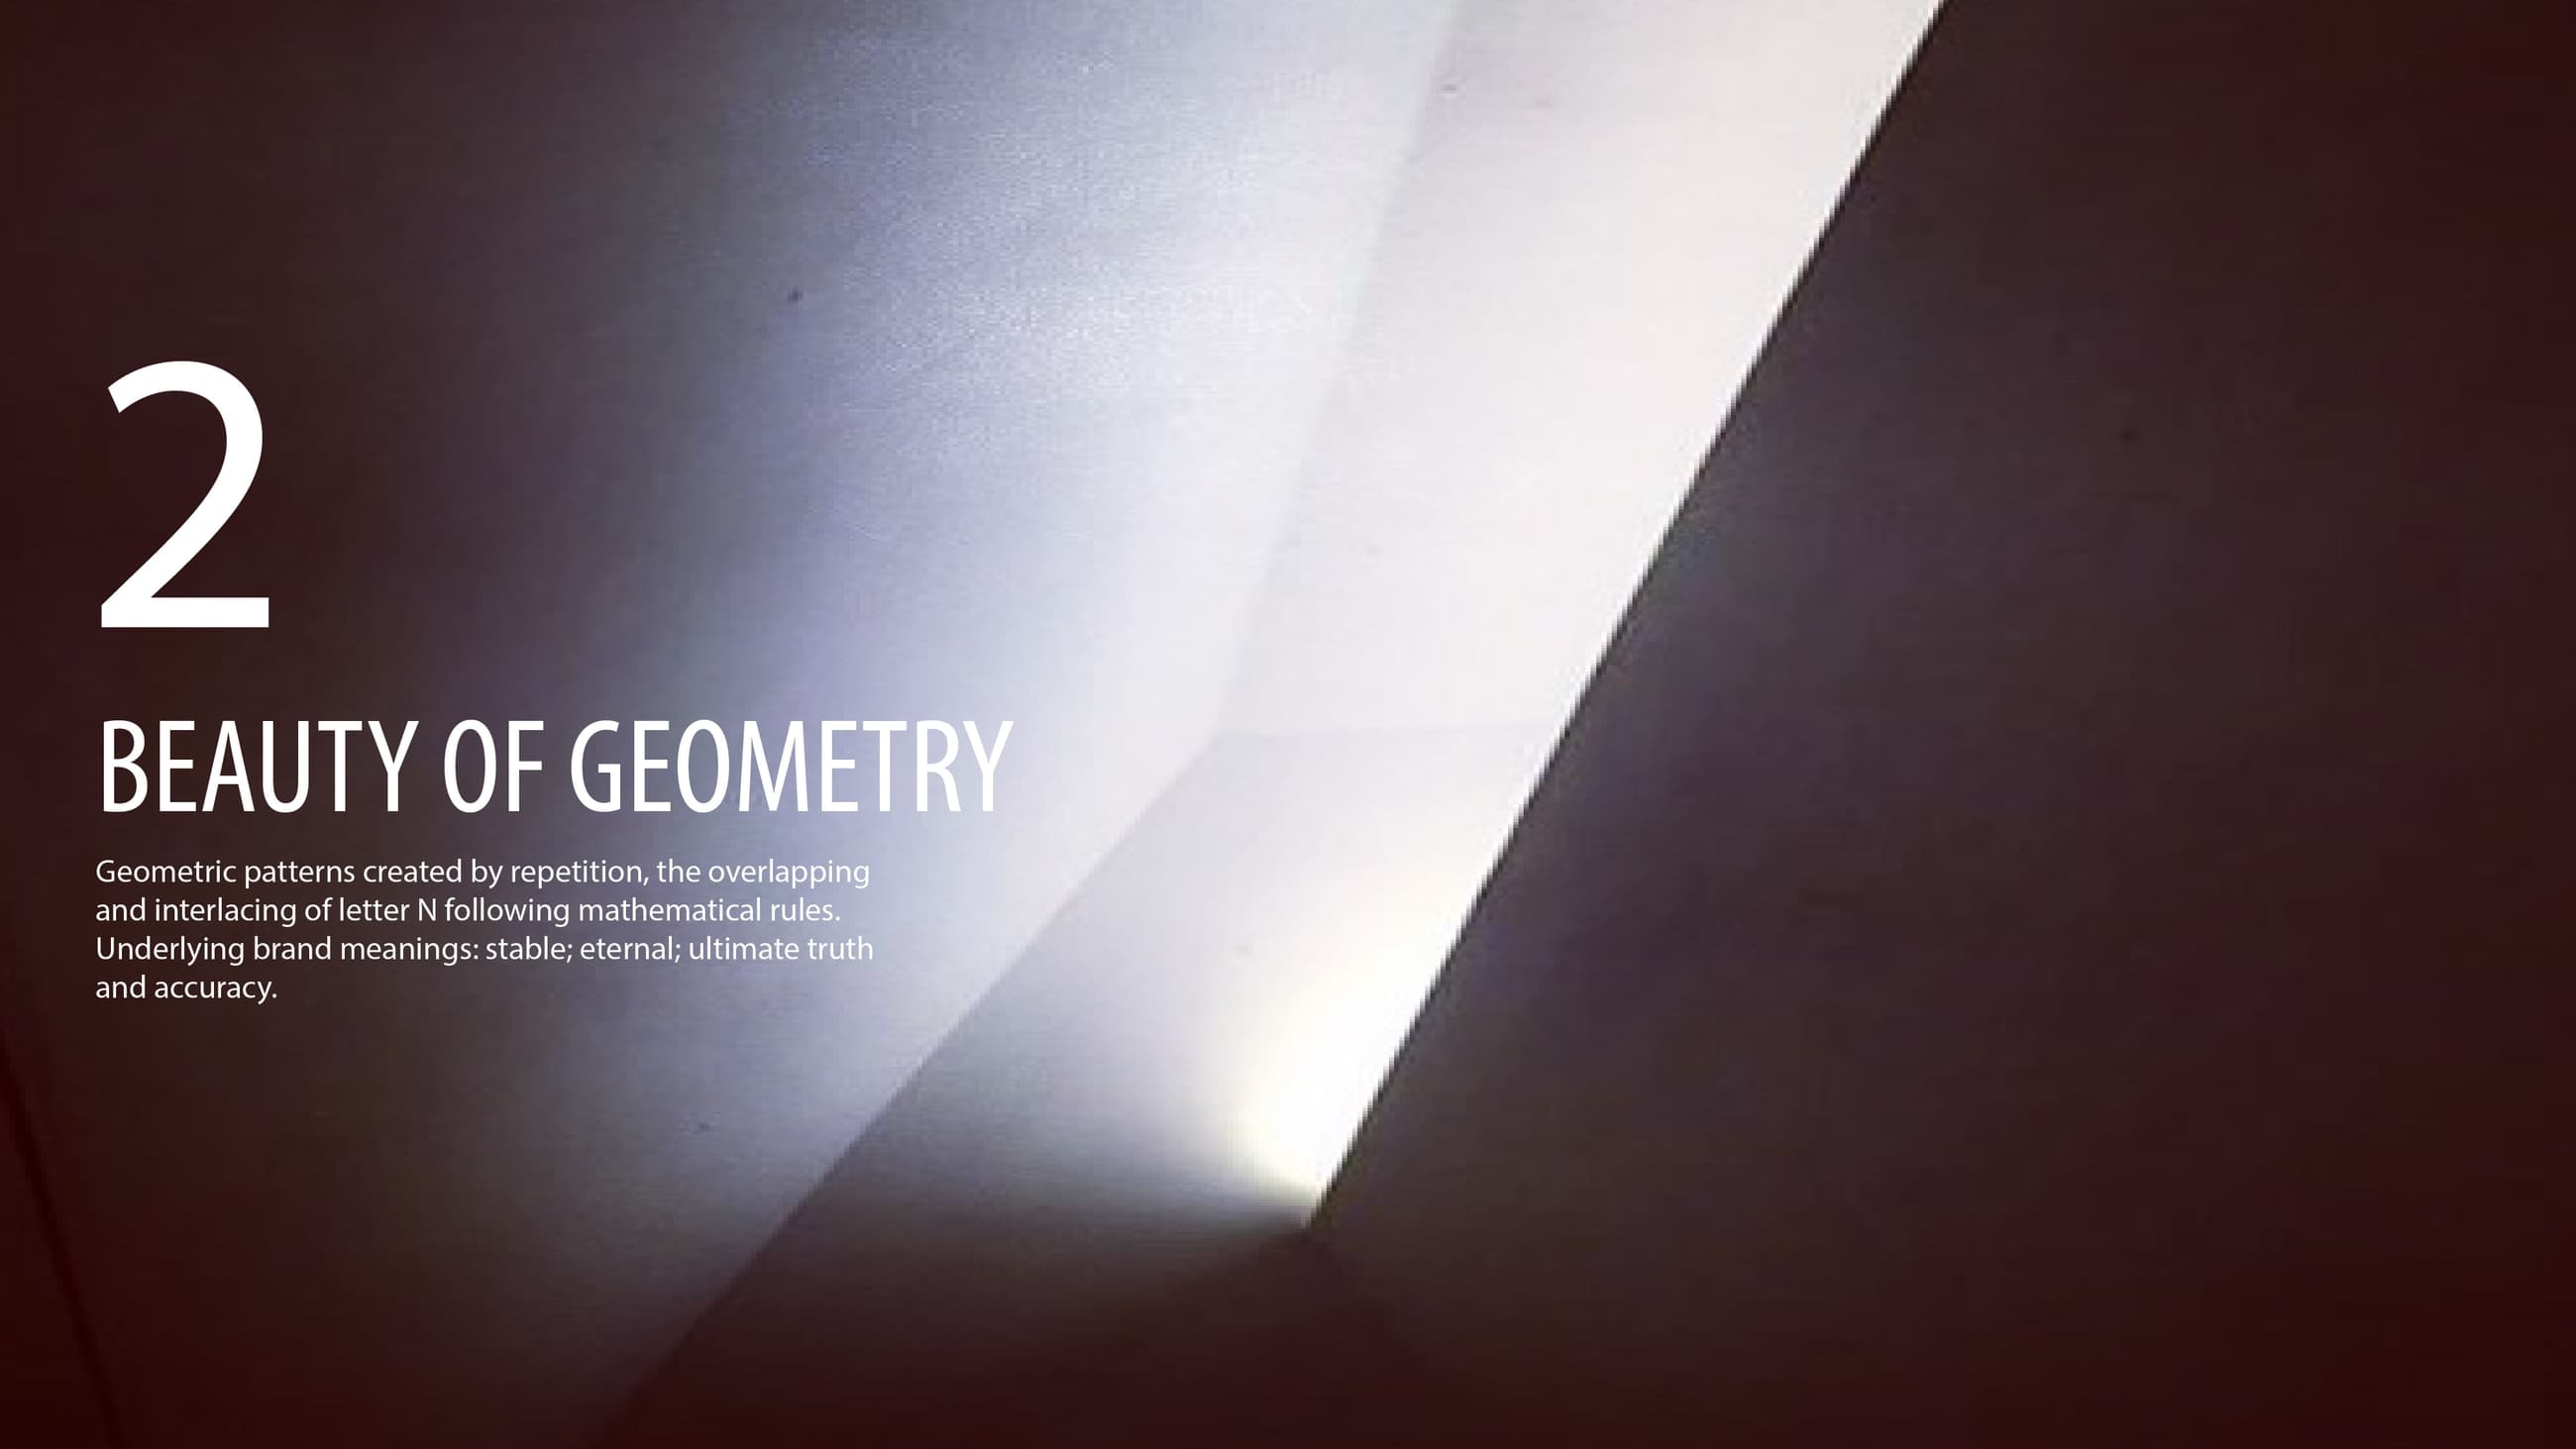 2
BEAUTY OF GEOMETRY
Geometric patterns created by repetition, the overlapping
and interlacing of letter N following mathematical rules.
Underlying brand meanings: stable; eternal; ultimate truth
and accuracy.